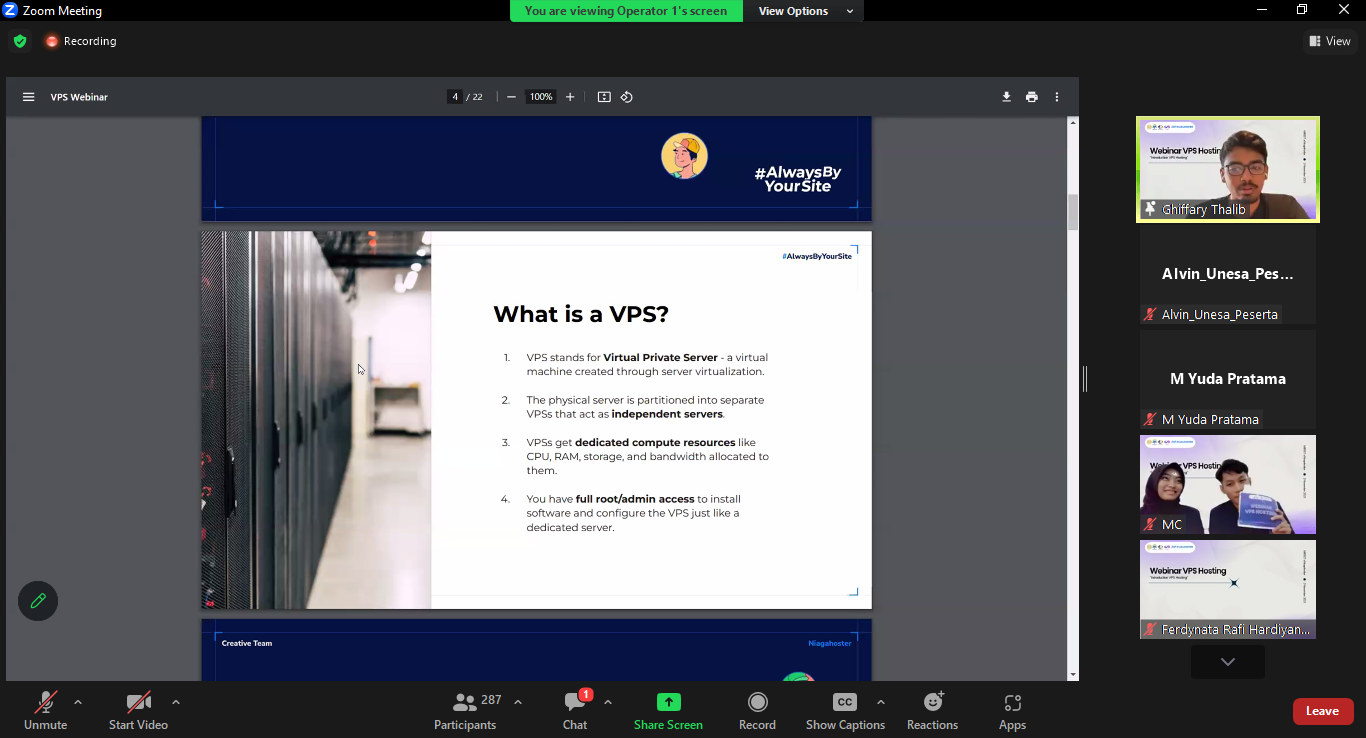 Zoom Meeting
You are viewing Operator 1's screen
View Options
Recording
View
VPS Webinar
4 / 22
100%
#AlwaysBy
YourSite
#AlwaysByYourSite
What is a VPS?
1. VPS stands for Virtual Private Server - a virtual
machine created through server virtualization.
2. The physical server is partitioned into separate
VPSs that act as independent servers.
3. VPSs get dedicated compute resources like
CPU, RAM, storage, and bandwidth allocated to
them.
4. You have full root/admin access to install
software and configure the VPS just like a
dedicated server.
Creative Team
Niagahoster
Webinar VPS Hosting
"Introduction VPS Hosting"
Ghiffary Thalib
Alvin_Unesa_Pes...
Alvin_Unesa_Peserta
M Yuda Pratama
M Yuda Pratama
MC
Webinar VPS Hosting
"Introduction VPS Hosting"
Ferdynata Rafi Hardiyan...
Unmute
Start Video
287
Participants
1
Chat
Share Screen
Record
CC
Show Captions
Reactions
Apps
Leave